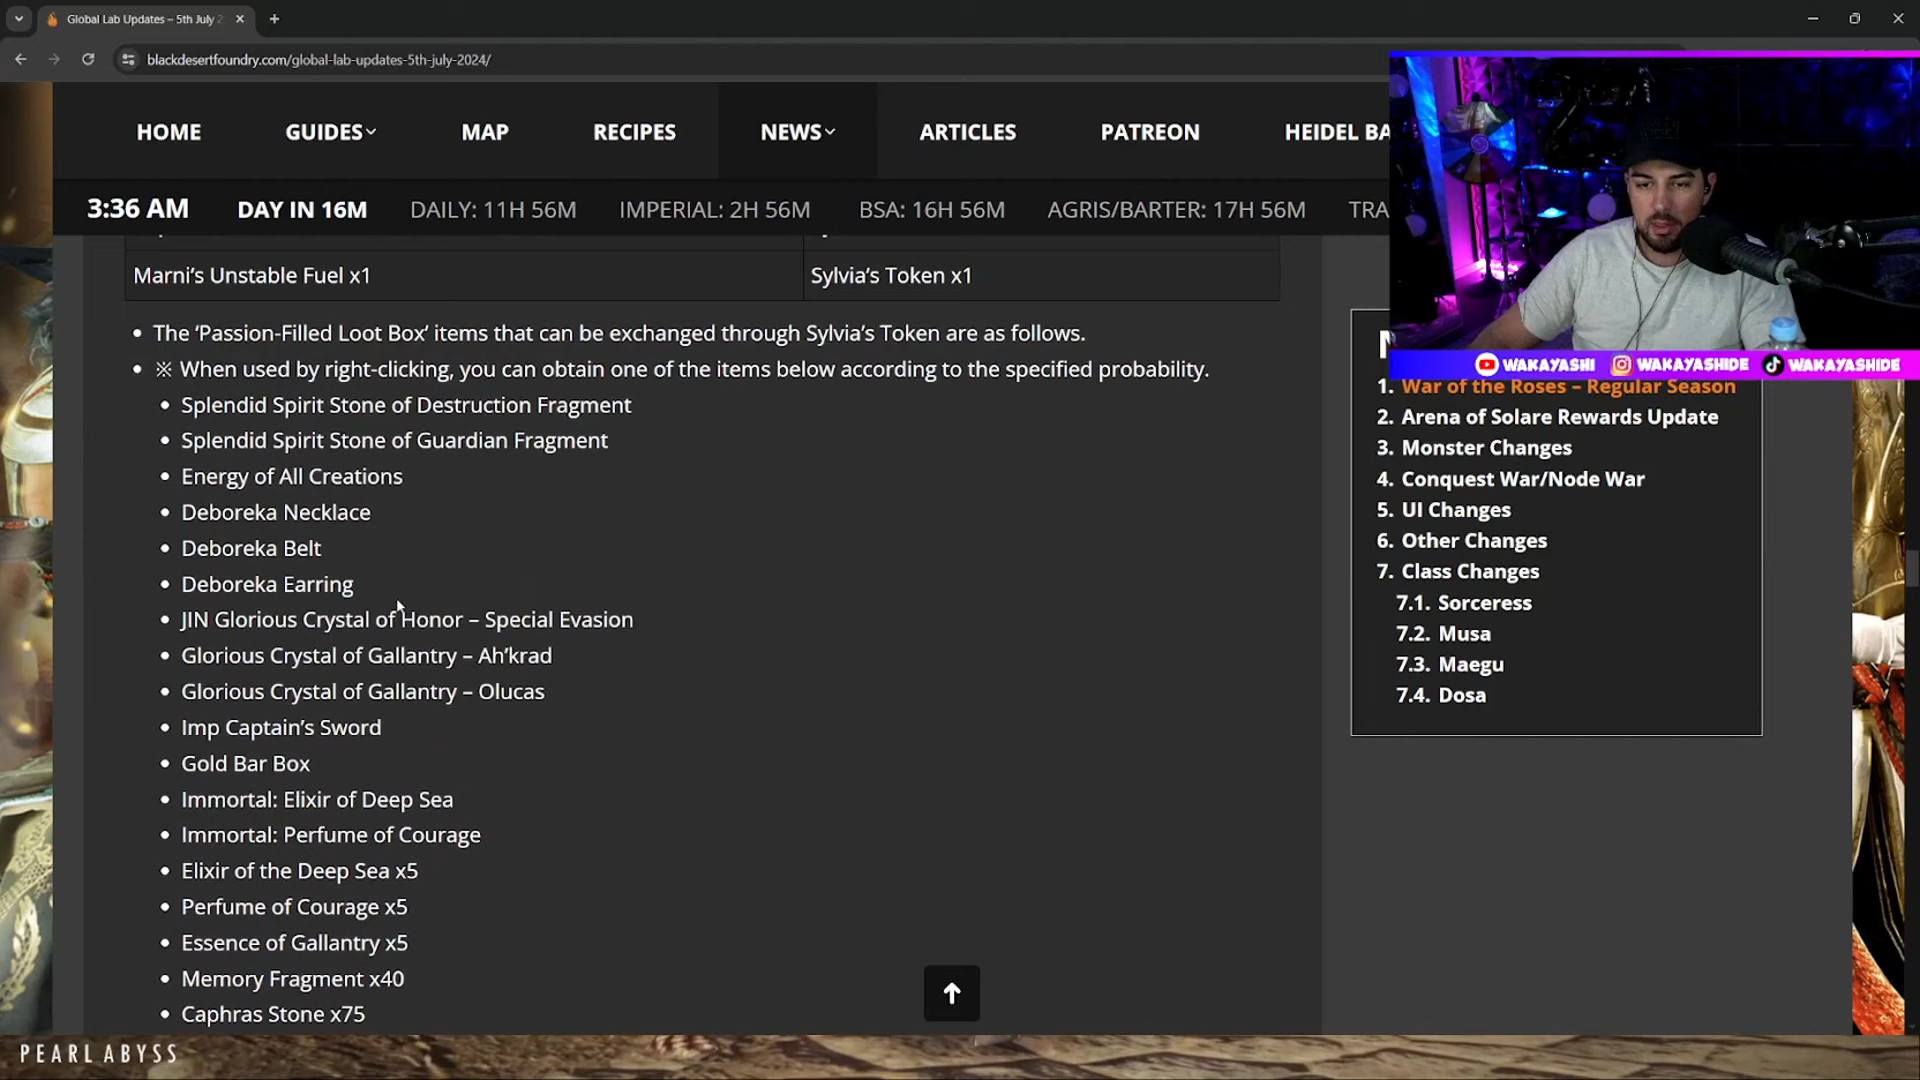 Global Lab Updates – 5th July 2
blackdesertfoundry.com/global-lab-updates-5th-july-2024/
HOME GUIDES MAP RECIPES NEWS ARTICLES PATREON HEIDEL BA
3:36 AM DAY IN 16M DAILY: 11H 56M IMPERIAL: 2H 56M BSA: 16H 56M AGRIS/BARTER: 17H 56M TRA
Marni's Unstable Fuel x1 Sylvia's Token x1
• The 'Passion-Filled Loot Box' items that can be exchanged through Sylvia's Token are as follows.
• ※ When used by right-clicking, you can obtain one of the items below according to the specified probability.
• Splendid Spirit Stone of Destruction Fragment
• Splendid Spirit Stone of Guardian Fragment
• Energy of All Creations
• Deboreka Necklace
• Deboreka Belt
• Deboreka Earring
• JIN Glorious Crystal of Honor – Special Evasion
• Glorious Crystal of Gallantry – Ah'krad
• Glorious Crystal of Gallantry – Olucas
• Imp Captain's Sword
• Gold Bar Box
• Immortal: Elixir of Deep Sea
• Immortal: Perfume of Courage
• Elixir of the Deep Sea x5
• Perfume of Courage x5
• Essence of Gallantry x5
• Memory Fragment x40
• Caphras Stone x75
WAKAYASHI WAKAYASHIDE WAKAYASHIDE
1. War of the Roses – Regular Season
2. Arena of Solare Rewards Update
3. Monster Changes
4. Conquest War/Node War
5. UI Changes
6. Other Changes
7. Class Changes
7.1. Sorceress
7.2. Musa
7.3. Maegu
7.4. Dosa
PEARL ABYSS